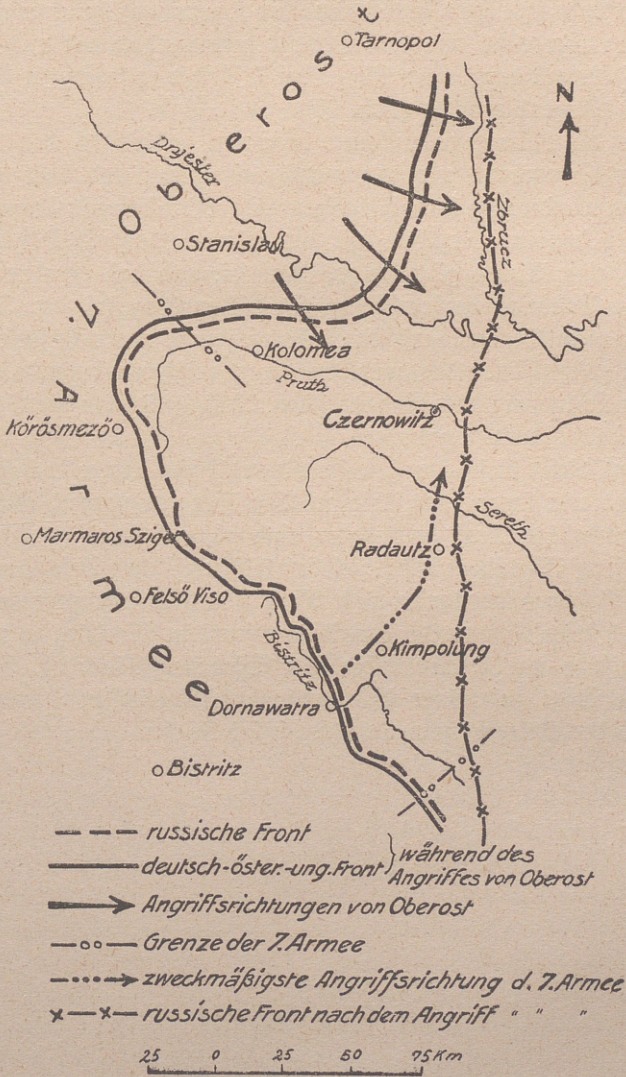 Tarnopol
Oberost
N
Dnjester
Zbrucz
Stanislau
7. Armee
Kolomea
Pruth
Czernowitz
Körösmező
Sereth
Marmaros Sziget
Radautz
Felső Viso
Kimpolung
Bistritz
Dornawatra
Bistritz
russische Front
deutsch-öster.-ung. Front } während des
Angriffes von Oberost
Angriffsrichtungen von Oberost
Grenze der 7. Armee
zweckmäßigste Angriffsrichtung d. 7. Armee
russische Front nach dem Angriff " " "
25 0 25 50 75 Km